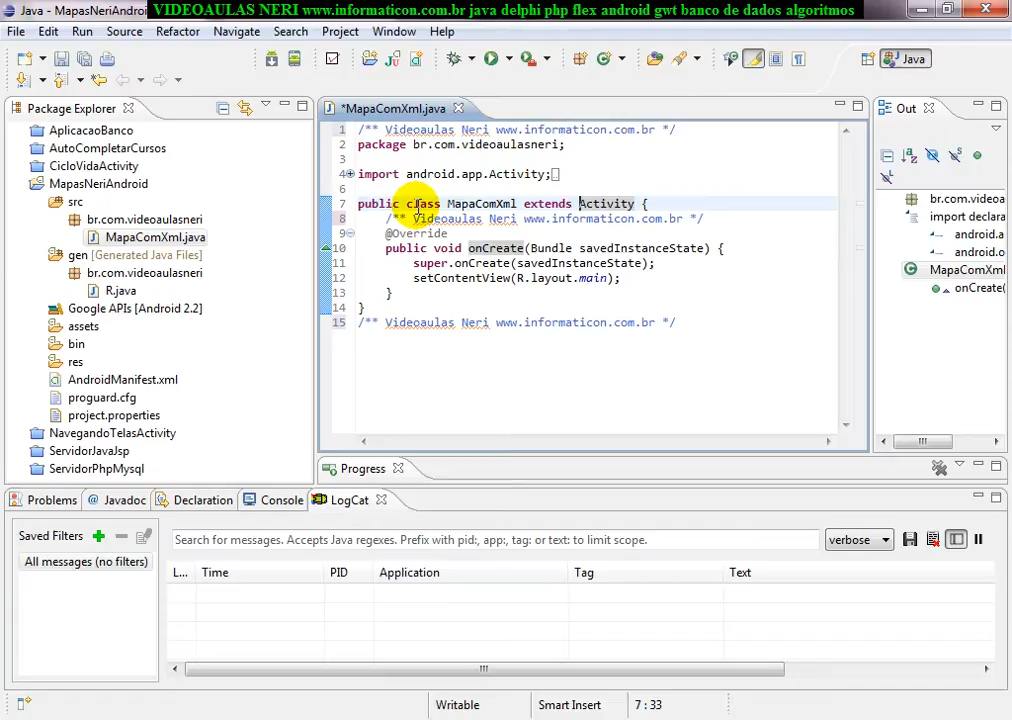 Java - MapasNeriAndroid
VIDEOAULAS NERI www.informaticon.com.br java delphi php flex android gwt banco de dados algoritmos
File Edit Run Source Refactor Navigate Search Project Window Help
Java
Package Explorer
AplicacaoBanco
AutoCompletarCursos
CicloVidaActivity
MapasNeriAndroid
src
br.com.videoaulasneri
MapaComXml.java
gen [Generated Java Files]
br.com.videoaulasneri
R.java
Google APIs [Android 2.2]
assets
bin
res
AndroidManifest.xml
proguard.cfg
project.properties
NavegandoTelasActivity
ServidorJavaJsp
ServidorPhpMysql
*MapaComXml.java
1 /** Videoaulas Neri www.informaticon.com.br */
2 package br.com.videoaulasneri;
3
4 import android.app.Activity;
6
7 public class MapaComXml extends Activity {
8 /** Videoaulas Neri www.informaticon.com.br */
9 @Override
10 public void onCreate(Bundle savedInstanceState) {
11 super.onCreate(savedInstanceState);
12 setContentView(R.layout.main);
13 }
14 }
15 /** Videoaulas Neri www.informaticon.com.br */
Out
br.com.videoa
import declara
android.a
android.o
MapaComXml
onCreate(
Progress
Problems @ Javadoc Declaration Console LogCat
Saved Filters
All messages (no filters)
Search for messages. Accepts Java regexes. Prefix with pid:, app:, tag: or text: to limit scope.
verbose
L... Time PID Application Tag Text
Writable Smart Insert 7 : 33